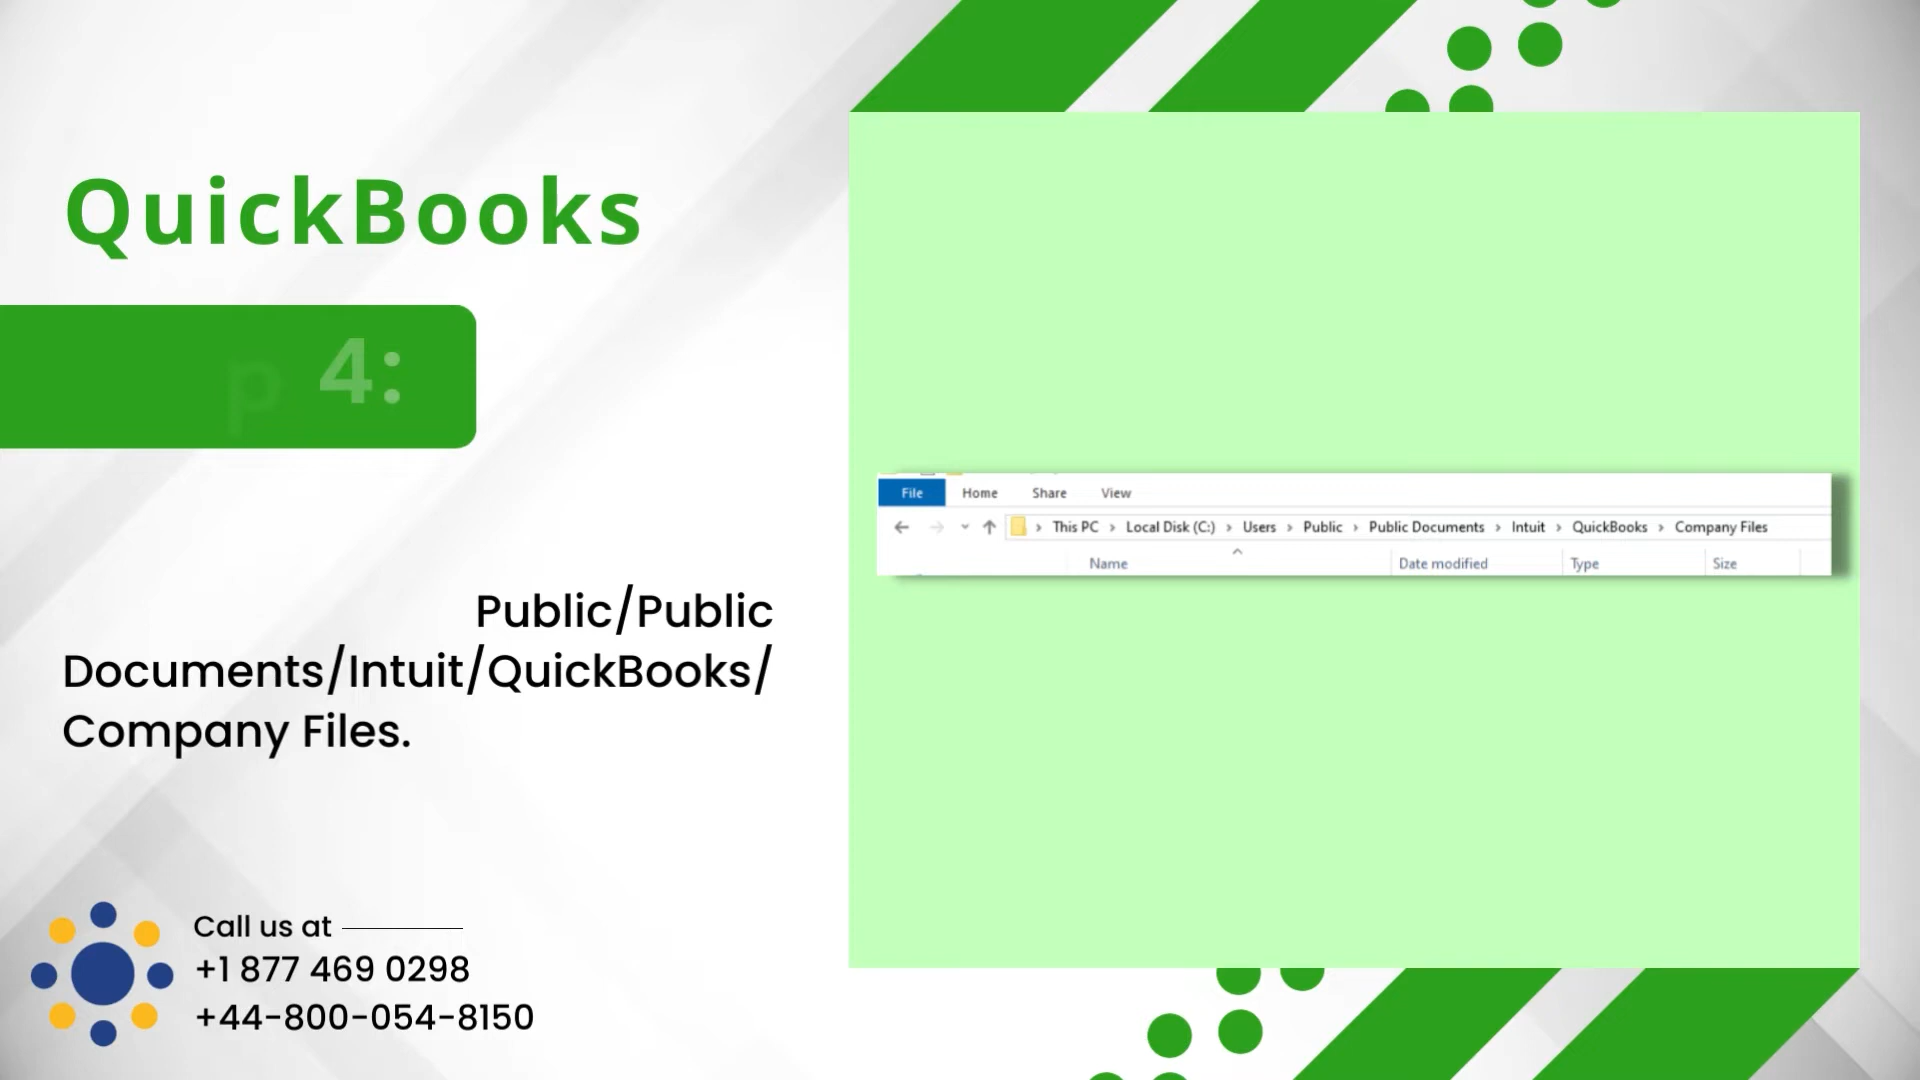 QuickBooks
p 4:
Public/Public
Documents/Intuit/QuickBooks/
Company Files.
Call us at
+1 877 469 0298
+44-800-054-8150
File Home Share View
This PC > Local Disk (C:) > Users > Public > Public Documents > Intuit > QuickBooks > Company Files
Name Date modified Type Size